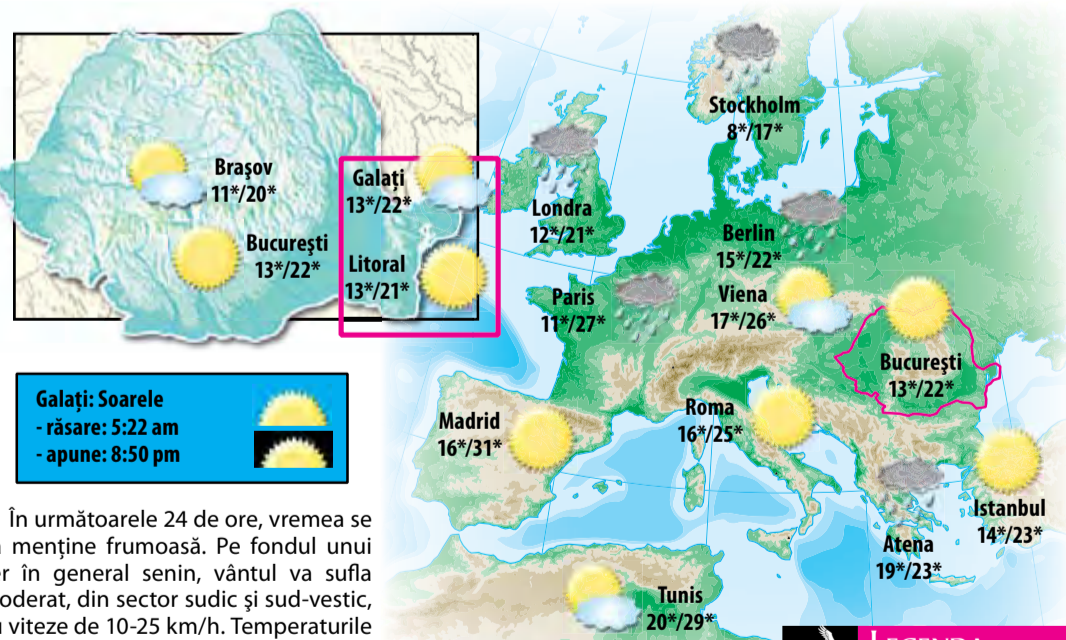 Braşov
11*/20*
Bucureşti
13*/22*
Galaţi
13*/22*
Litoral
13*/21*
Stockholm
8*/17*
Londra
12*/21*
Berlin
15*/22*
Paris
11*/27*
Viena
17*/26*
Bucureşti
13*/22*
Madrid
16*/31*
Roma
16*/25*
Istanbul
14*/23*
Atena
19*/23*
Tunis
20*/29*
Galaţi: Soarele
- răsare: 5:22 am
- apune: 8:50 pm
În următoarele 24 de ore, vremea se
menţine frumoasă. Pe fondul unui
în general senin, vântul va sufla
din sector sudic şi sud-vestic,
viteze de 10-25 km/h. Temperaturile